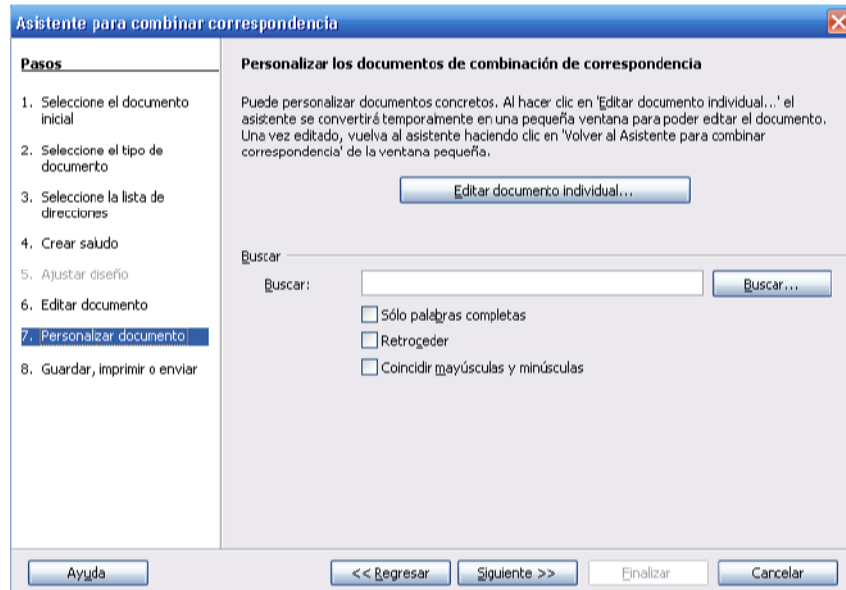 Asistente para combinar correspondencia
Pasos
1. Seleccione el documento
inicial
2. Seleccione el tipo de
documento
3. Seleccione la lista de
direcciones
4. Crear saludo
5. Ajustar diseño
6. Editar documento
7. Personalizar documento
8. Guardar, imprimir o enviar
Personalizar los documentos de combinación de correspondencia
Puede personalizar documentos concretos. Al hacer clic en 'Editar documento individual...' el
asistente se convertirá temporalmente en una pequeña ventana para poder edtar el documento.
Una vez editado, vuelva al asistente haciendo clic en 'Volver al Asistente para combinar
correspondencia' de la ventana pequeña.
Editar documento individual...
Buscar
Buscar:
Buscar...
Sólo palabras completas
Retroceder
Coincidir mayúsculas y minúsculas
Ayuda
<< Regresar
Siguiente >>
Finalizar
Cancelar